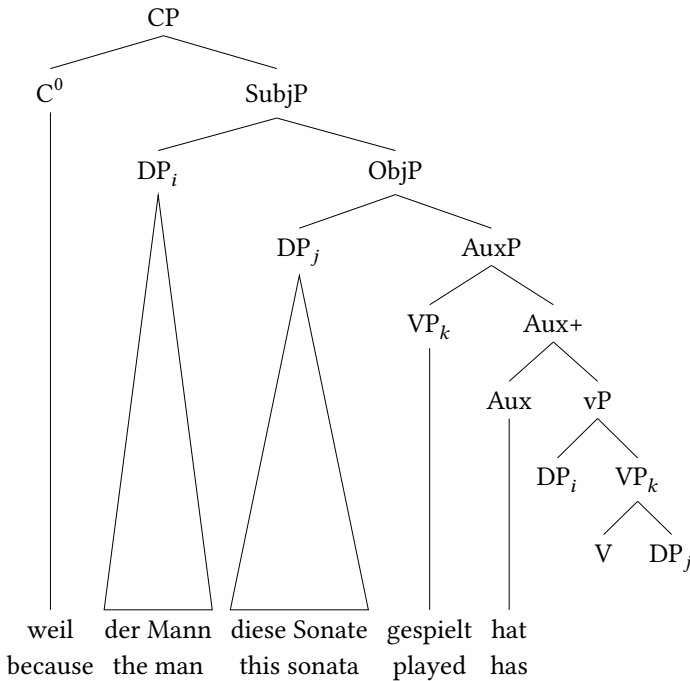 CP
C⁰ SubjP
DPᵢ ObjP
DPⱼ AuxP
VPₖ Aux+
Aux vP
DPᵢ VPₖ
V DPⱼ
weil der Mann diese Sonate gespielt hat
because the man this sonata played has